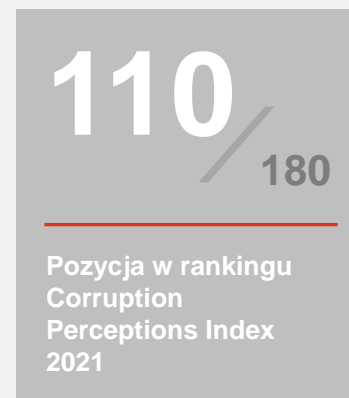 110
180
Pozycja w rankingu
Corruption
Perceptions Index
2021